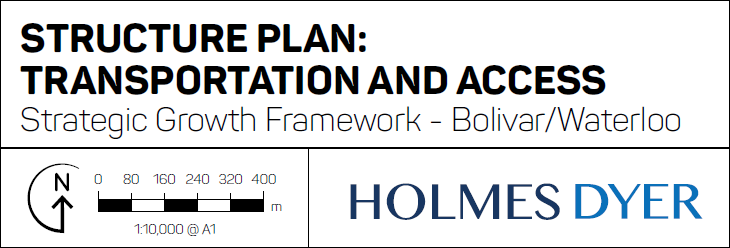 STRUCTURE PLAN:
TRANSPORTATION AND ACCESS
Strategic Growth Framework - Bolivar/Waterloo
N
0 80 160 240 320 400
m
1:10,000 @ A1
HOLMES DYER